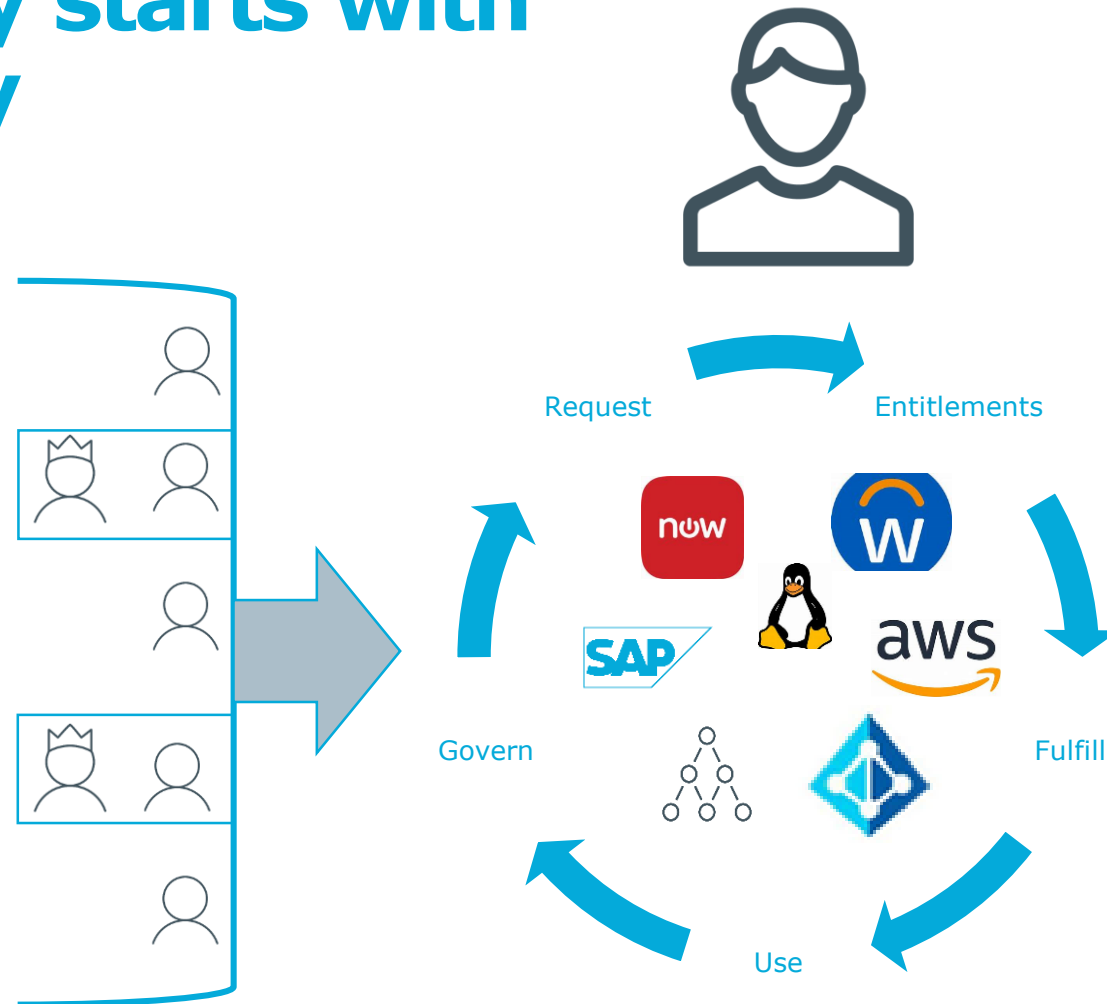 y starts with
y
Request
Entitlements
now
W
SAP
aws
Govern
Fulfill
Use